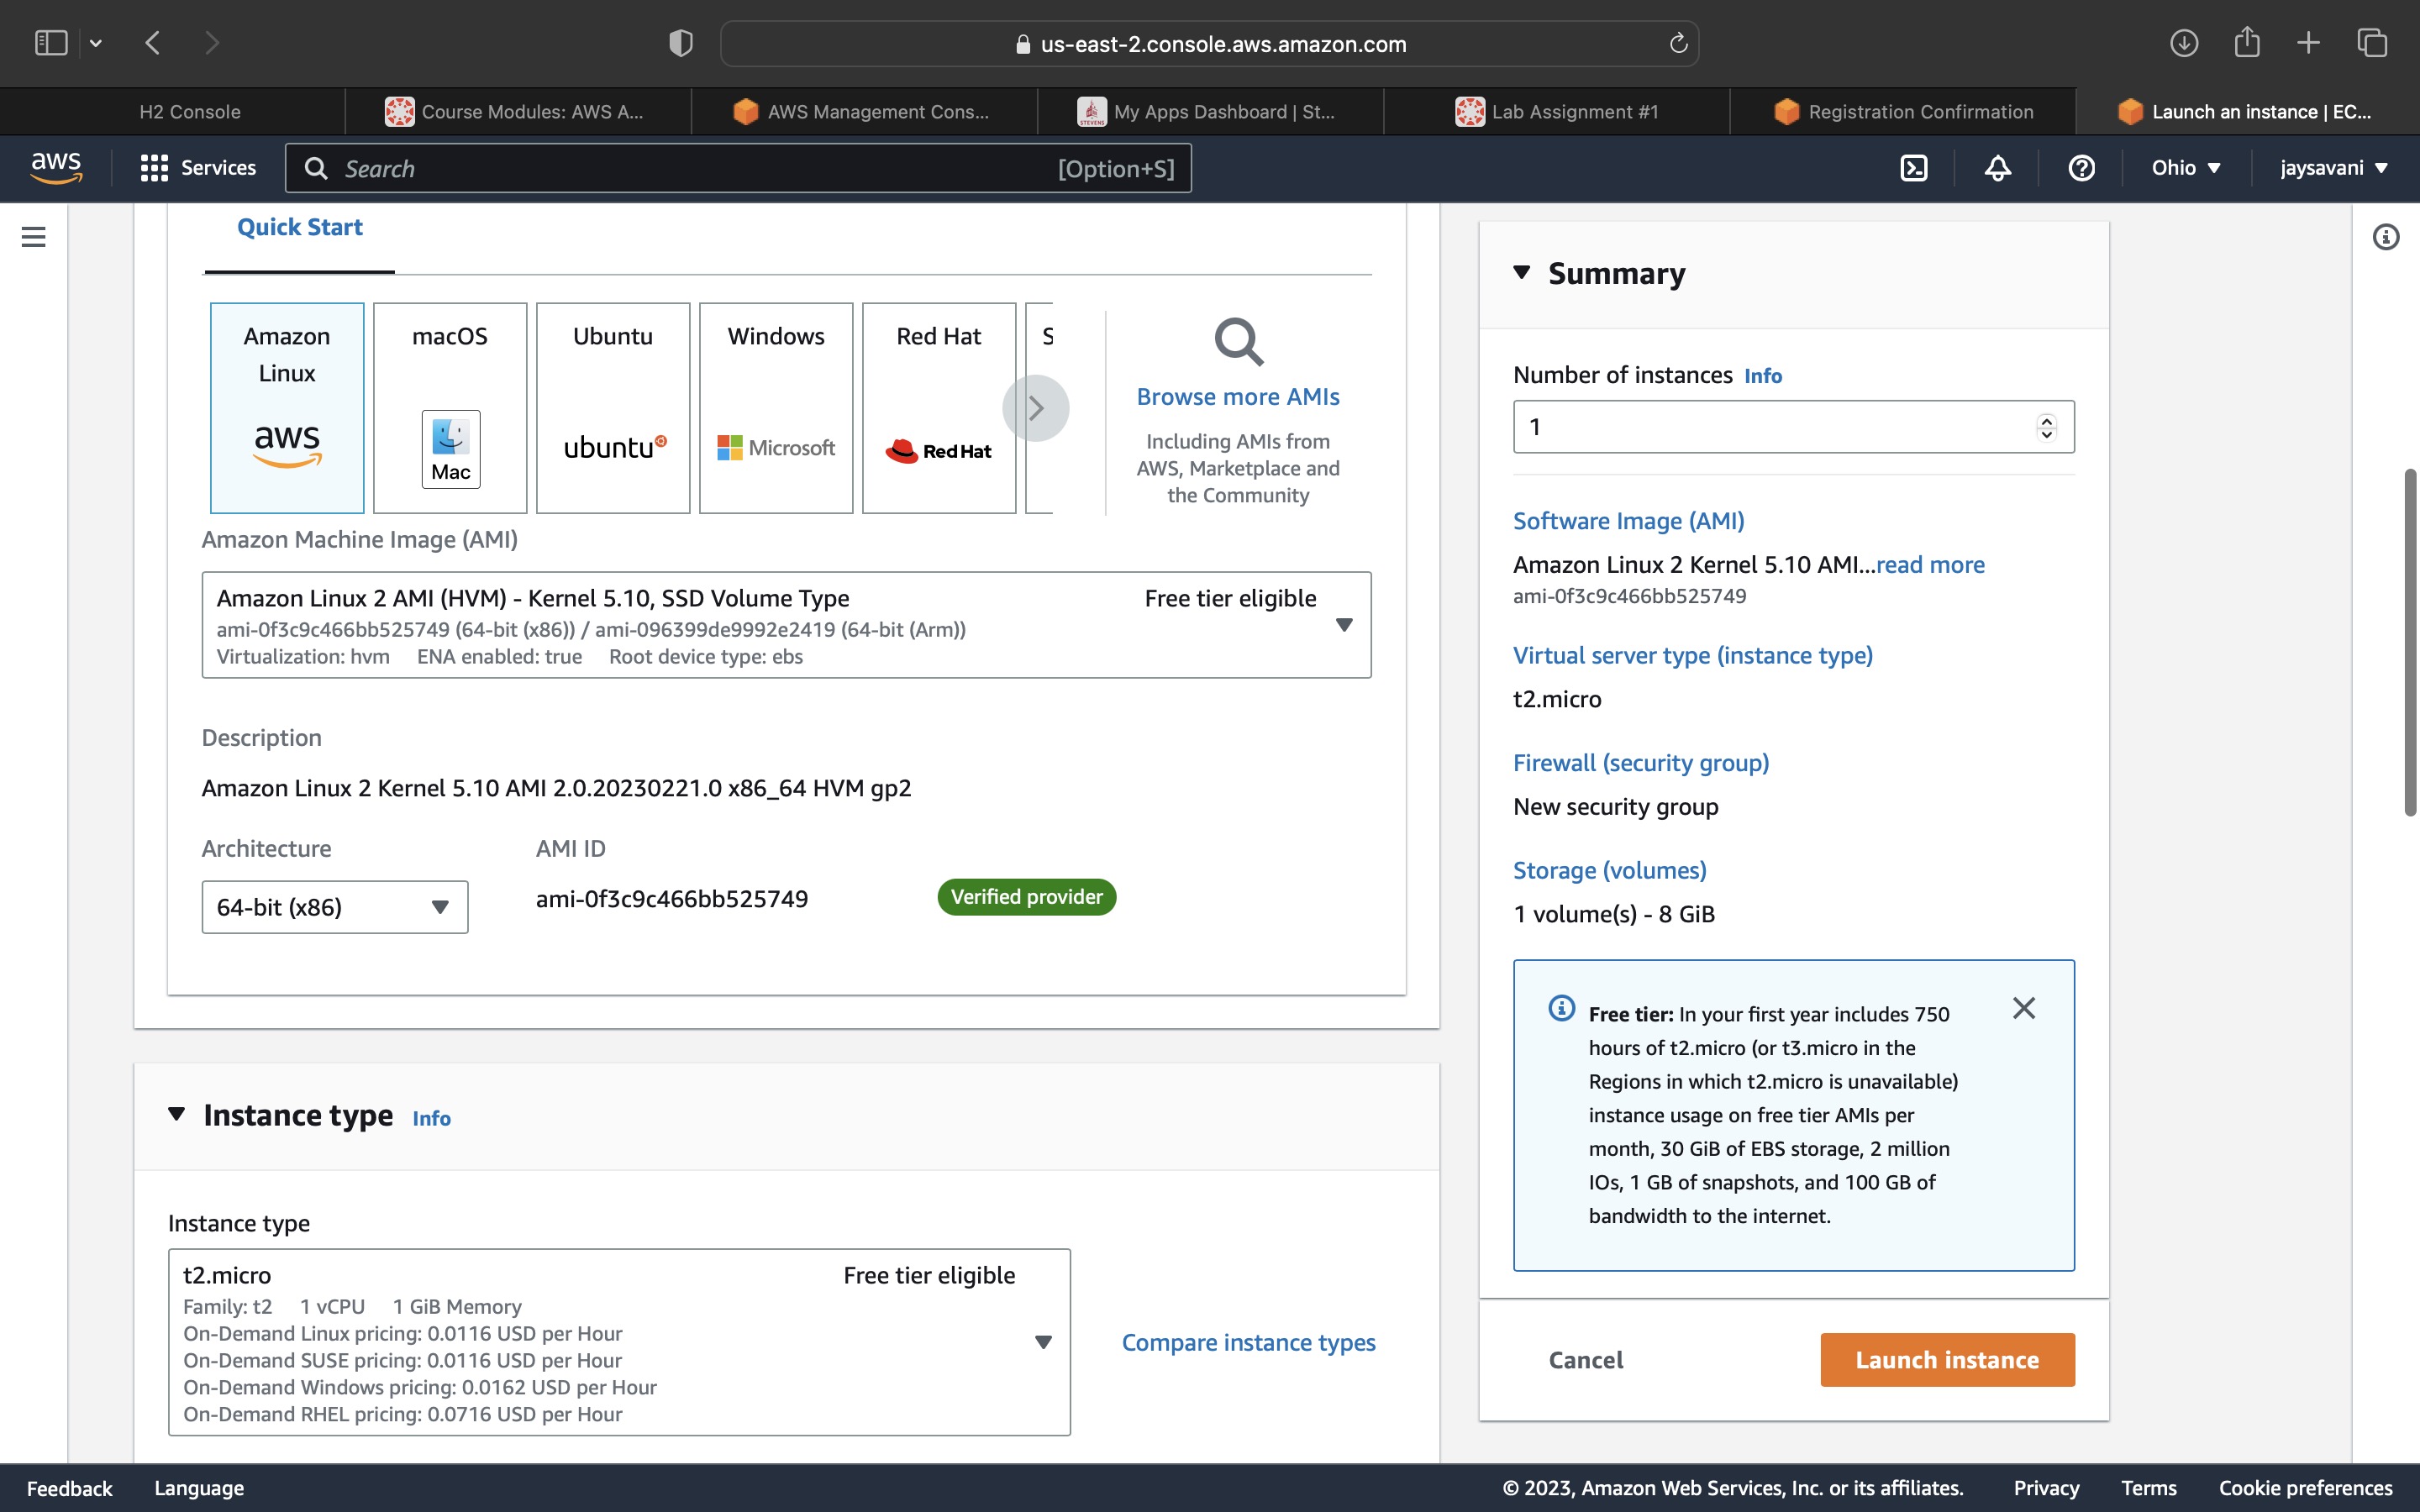 us-east-2.console.aws.amazon.com
H2 Console
Course Modules: AWS A...
AWS Management Cons...
STEVENS
My Apps Dashboard | St...
Lab Assignment #1
Registration Confirmation
Launch an instance | EC...
aws
Services
Search
[Option+S]
Ohio
jaysavani
Quick Start
Amazon
Linux
aws
macOS
Mac
Ubuntu
ubuntu
Windows
Microsoft
Red Hat
Red Hat
S
Browse more AMIs
Including AMIs from
AWS, Marketplace and
the Community
Amazon Machine Image (AMI)
Amazon Linux 2 AMI (HVM) - Kernel 5.10, SSD Volume Type
Free tier eligible
ami-0f3c9c466bb525749 (64-bit (x86)) / ami-096399de9992e2419 (64-bit (Arm))
Virtualization: hvm ENA enabled: true Root device type: ebs
Description
Amazon Linux 2 Kernel 5.10 AMI 2.0.20230221.0 x86_64 HVM gp2
Architecture
AMI ID
64-bit (x86)
ami-0f3c9c466bb525749
Verified provider
Instance type Info
Instance type
t2.micro
Free tier eligible
Family: t2 1 vCPU 1 GiB Memory
On-Demand Linux pricing: 0.0116 USD per Hour
On-Demand SUSE pricing: 0.0116 USD per Hour
On-Demand Windows pricing: 0.0162 USD per Hour
On-Demand RHEL pricing: 0.0716 USD per Hour
Compare instance types
Summary
Number of instances Info
1
Software Image (AMI)
Amazon Linux 2 Kernel 5.10 AMI...read more
ami-0f3c9c466bb525749
Virtual server type (instance type)
t2.micro
Firewall (security group)
New security group
Storage (volumes)
1 volume(s) - 8 GiB
Free tier: In your first year includes 750
hours of t2.micro (or t3.micro in the
Regions in which t2.micro is unavailable)
instance usage on free tier AMIs per
month, 30 GiB of EBS storage, 2 million
IOs, 1 GB of snapshots, and 100 GB of
bandwidth to the internet.
Cancel
Launch instance
Feedback
Language
© 2023, Amazon Web Services, Inc. or its affiliates.
Privacy
Terms
Cookie preferences